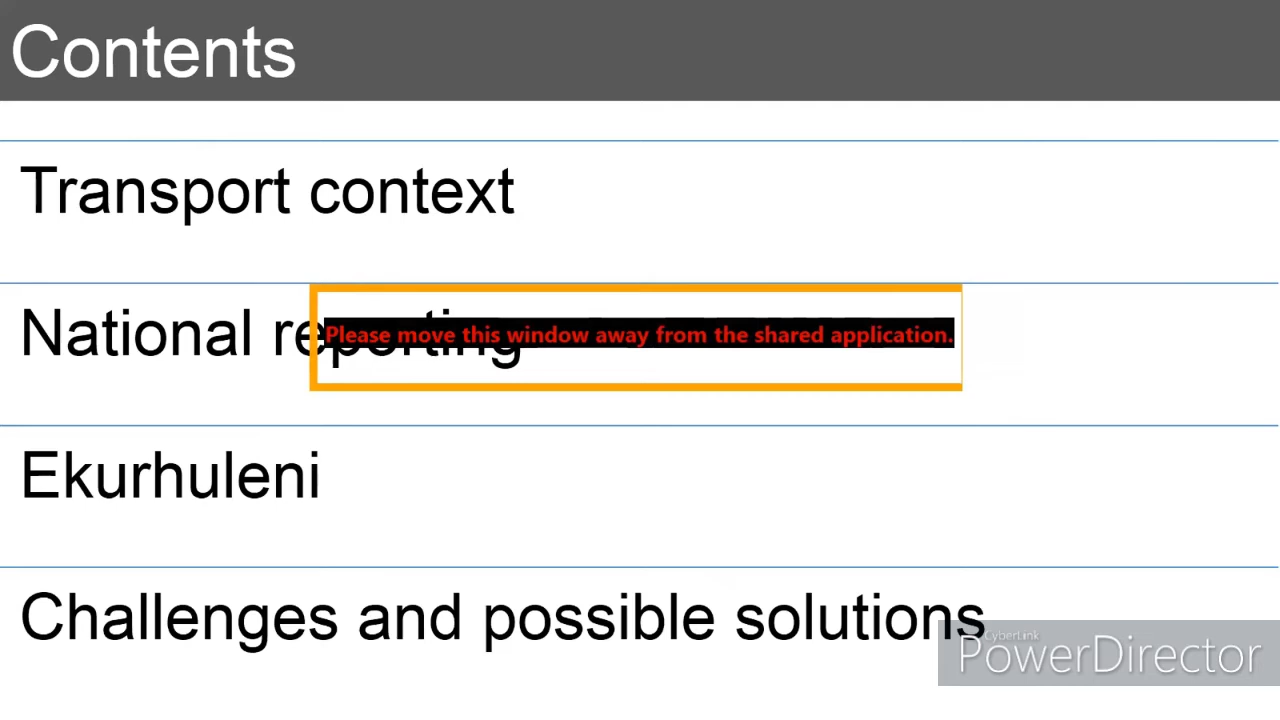 Contents
Transport context
National reporting
Please move this window away from the shared application.
Ekurhuleni
Challenges and possible solutions
CyberLink
PowerDirector